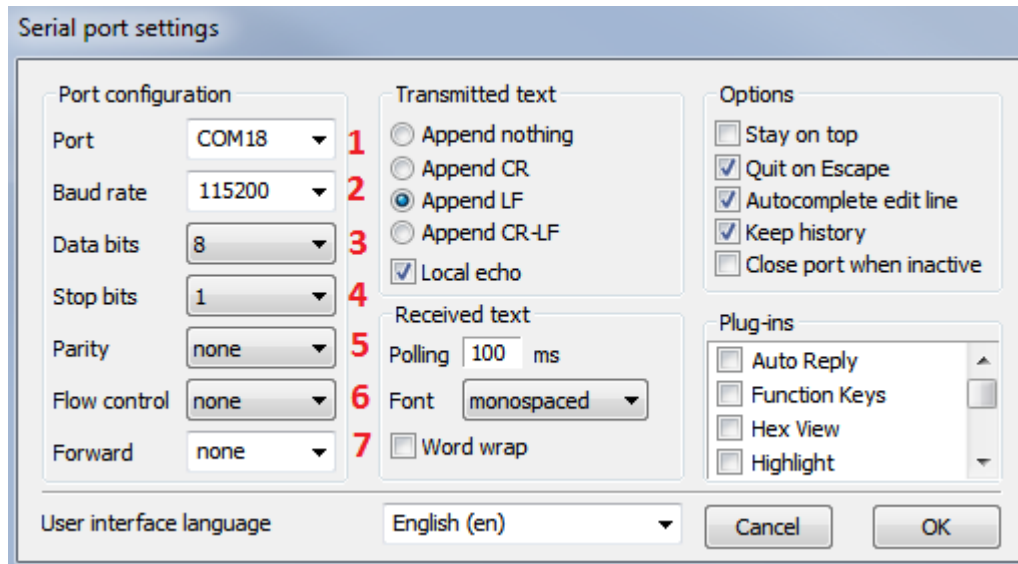 Serial port settings
Port configuration
Port COM18 1
Baud rate 115200 2
Data bits 8 3
Stop bits 1 4
Parity none 5
Flow control none 6
Forward none 7
Transmitted text
Append nothing
Append CR
Append LF
Append CR-LF
Local echo
Received text
Polling 100 ms
Font monospaced
Word wrap
Options
Stay on top
Quit on Escape
Autocomplete edit line
Keep history
Close port when inactive
Plug-ins
Auto Reply
Function Keys
Hex View
Highlight
User interface language English (en) Cancel OK